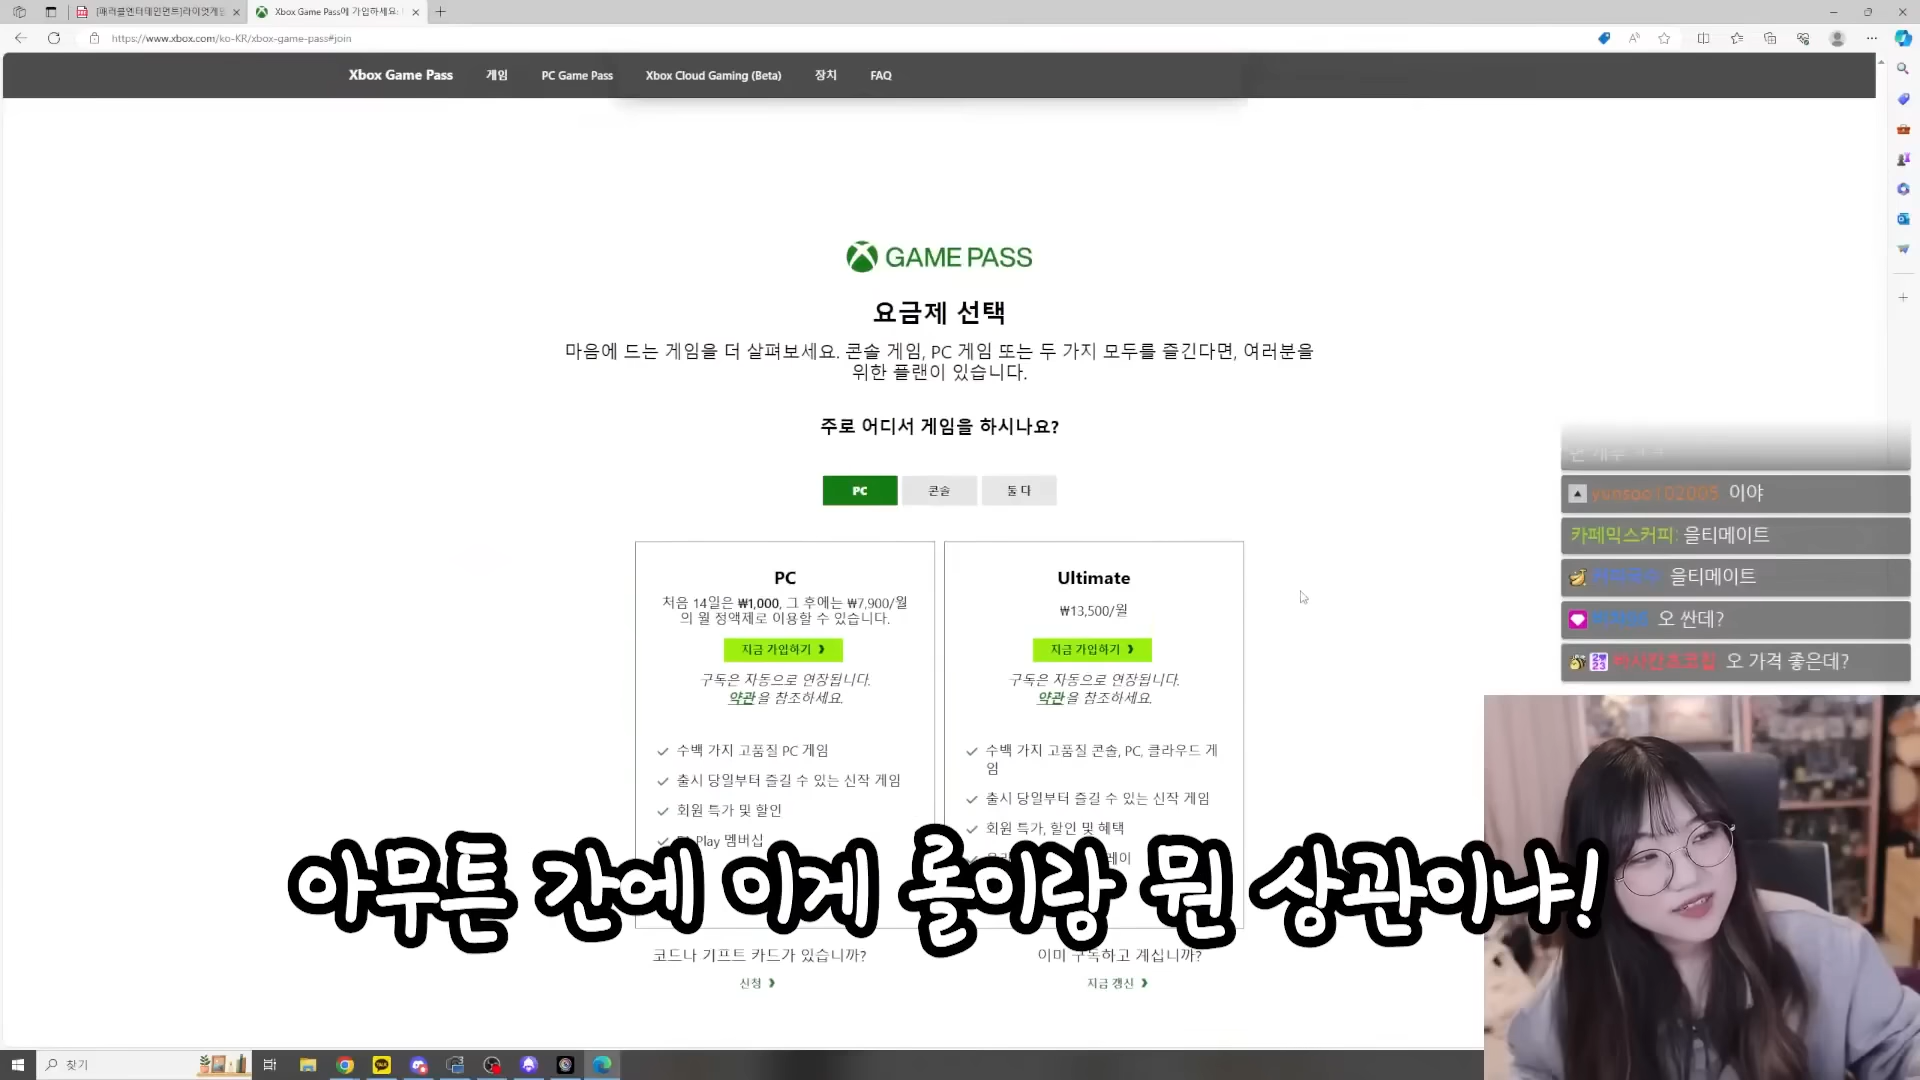 [패러블엔터테인먼트]라이엇게임
Xbox Game Pass에 가입하세요:
https://www.xbox.com/ko-KR/xbox-game-pass#join
Xbox Game Pass
게임
PC Game Pass
Xbox Cloud Gaming (Beta)
장치
FAQ
GAME PASS
요금제 선택
마음에 드는 게임을 더 살펴보세요. 콘솔 게임, PC 게임 또는 두 가지 모두를 즐긴다면, 여러분을
위한 플랜이 있습니다.
주로 어디서 게임을 하시나요?
PC
콘솔
둘 다
PC
처음 14일은 ₩1,000, 그 후에는 ₩7,900/월
의 월 정액제로 이용할 수 있습니다.
지금 가입하기
구독은 자동으로 연장됩니다.
약관을 참조하세요.
수백 가지 고품질 PC 게임
출시 당일부터 즐길 수 있는 신작 게임
회원 특가 및 할인
Play 멤버십
Ultimate
₩13,500/월
지금 가입하기
구독은 자동으로 연장됩니다.
약관을 참조하세요.
수백 가지 고품질 콘솔, PC, 클라우드 게
임
출시 당일부터 즐길 수 있는 신작 게임
회원 특가, 할인 및 혜택
이야
카페믹스커피: 을티메이트
을티메이트
오 싼데?
오 가격 좋은데?
아무튼 간에 이게 롤이랑 뭔 상관이냐!
코드나 기프트 카드가 있습니까?
신청
이미 구독하고 계십니까?
지금 갱신
찾기